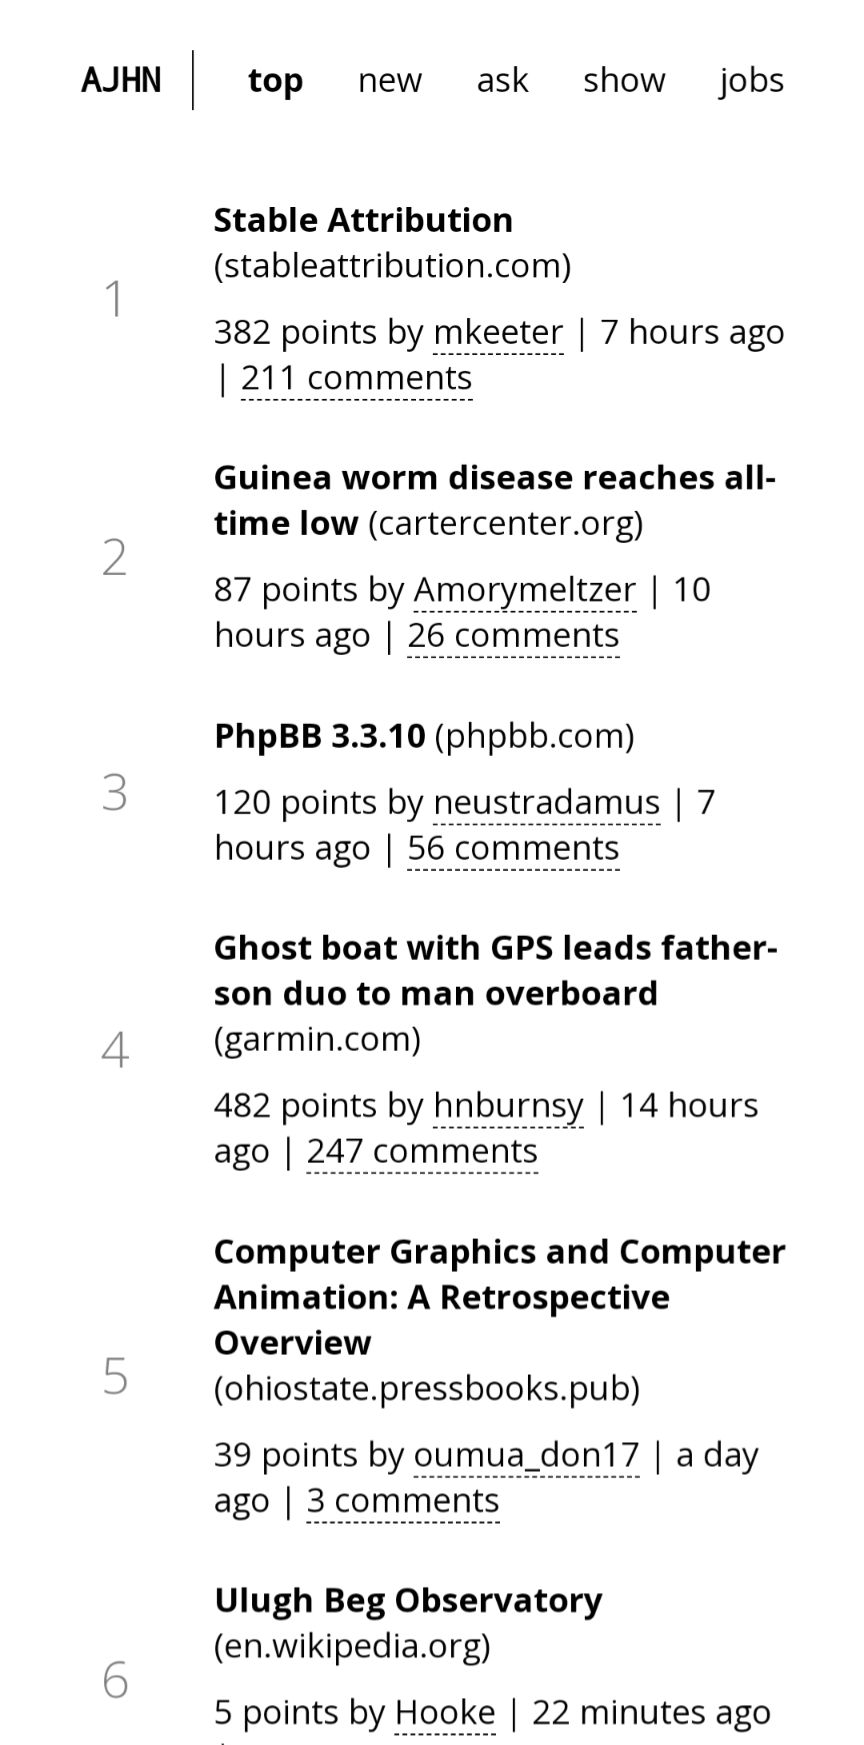 AJHN | top new ask show jobs
1
Stable Attribution
(stableattribution.com)
382 points by mkeeter | 7 hours ago
| 211 comments
2
Guinea worm disease reaches all-
time low (cartercenter.org)
87 points by Amorymeltzer | 10
hours ago | 26 comments
3
PhpBB 3.3.10 (phpbb.com)
120 points by neustradamus | 7
hours ago | 56 comments
4
Ghost boat with GPS leads father-
son duo to man overboard
(garmin.com)
482 points by hnburnsy | 14 hours
ago | 247 comments
5
Computer Graphics and Computer
Animation: A Retrospective
Overview
(ohiostate.pressbooks.pub)
39 points by oumua_don17 | a day
ago | 3 comments
6
Ulugh Beg Observatory
(en.wikipedia.org)
5 points by Hooke | 22 minutes ago